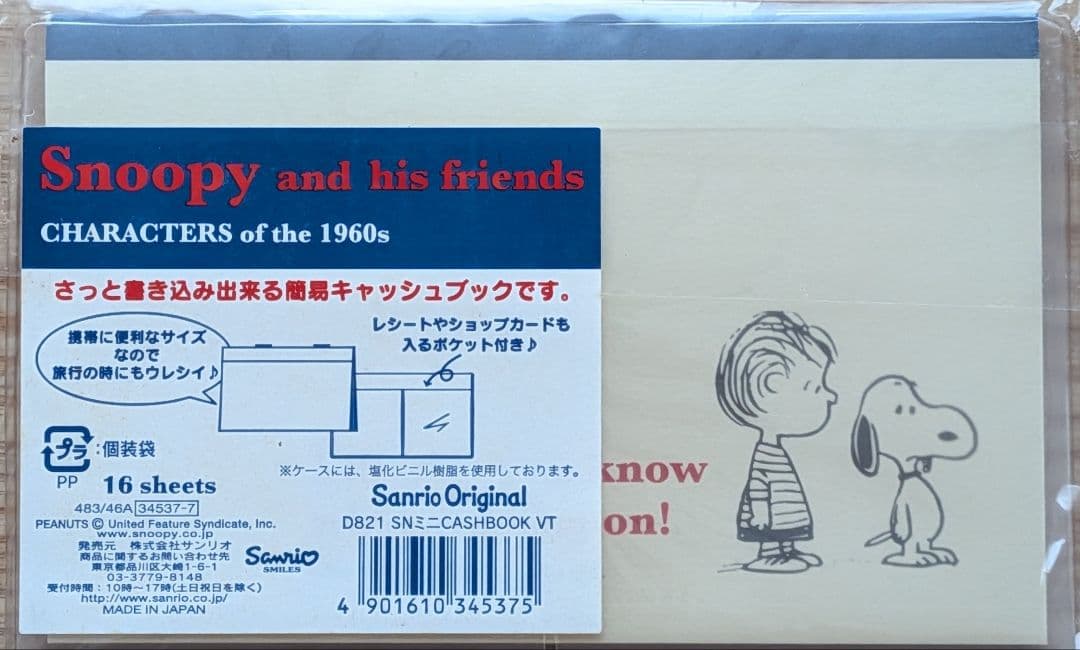 Snoopy and his friends
CHARACTERS of the 1960s
さっと書き込み出来る簡易キャッシュブックです。
携帯に便利なサイズ
なので
旅行の時にもウレシイ♪
レシートやショップカードも
入るポケット付き♪
プラ:個装袋
PP
16 sheets
※ケースには、塩化ビニル樹脂を使用しております。
483/46A 34537-7
PEANUTS © United Feature Syndicate, Inc.
www.snoopy.co.jp
発売元 株式会社サンリオ
商品に関するお問い合わせ先
東京都品川区大崎1-6-1
03-3779-8148
受付時間:10時〜17時(土日祝日を除く)
http://www.sanrio.co.jp/
MADE IN JAPAN
Sanrio
SMILES
Sanrio Original
D821 SNミニCASHBOOK VT
4 901610 345375
know
on!